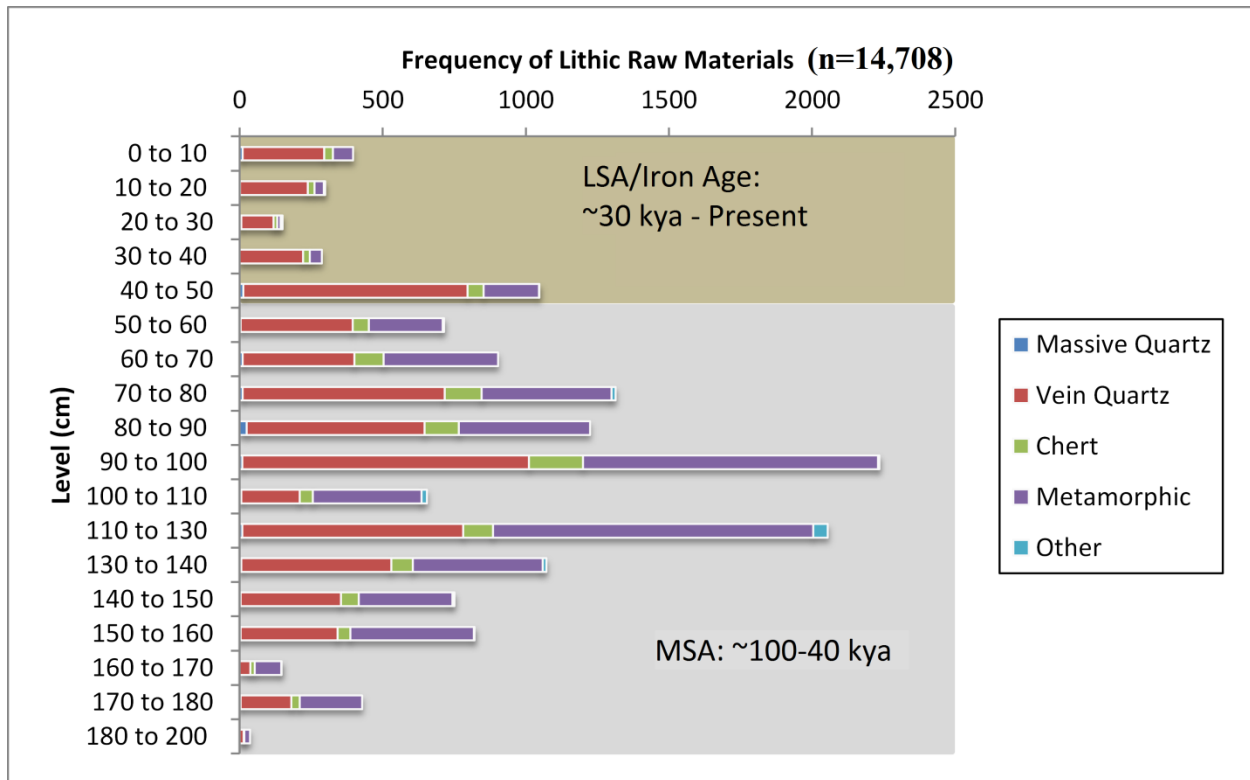 Frequency of Lithic Raw Materials (n=14,708)
0 500 1000 1500 2000 2500
Level (cm)
0 to 10
10 to 20
20 to 30
30 to 40
40 to 50
50 to 60
60 to 70
70 to 80
80 to 90
90 to 100
100 to 110
110 to 130
130 to 140
140 to 150
150 to 160
160 to 170
170 to 180
180 to 200
LSA/Iron Age:
~30 kya - Present
MSA: ~100-40 kya
Massive Quartz
Vein Quartz
Chert
Metamorphic
Other